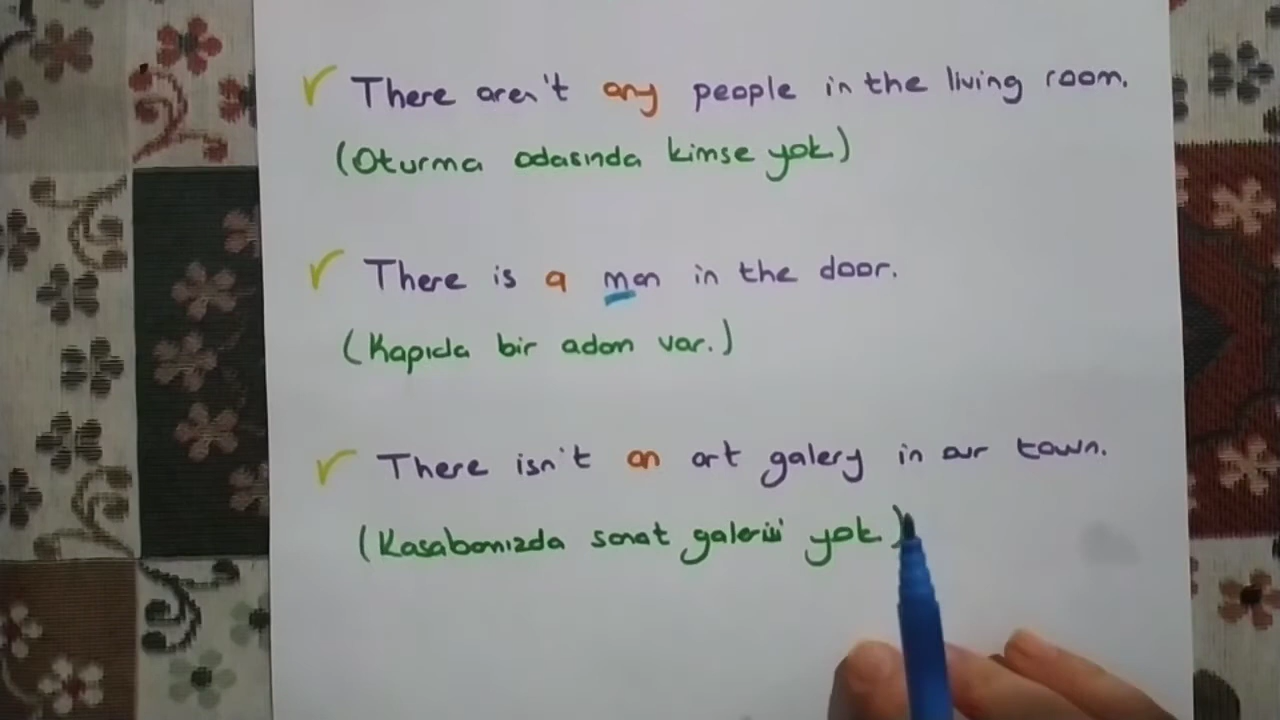 There aren't any people in the living room.
(Oturma odasında kimse yok)
There is a man in the door.
(Kapıda bir adam var.)
There isn't an art galery in our town.
(Kasabamızda sanat galerisi yok)